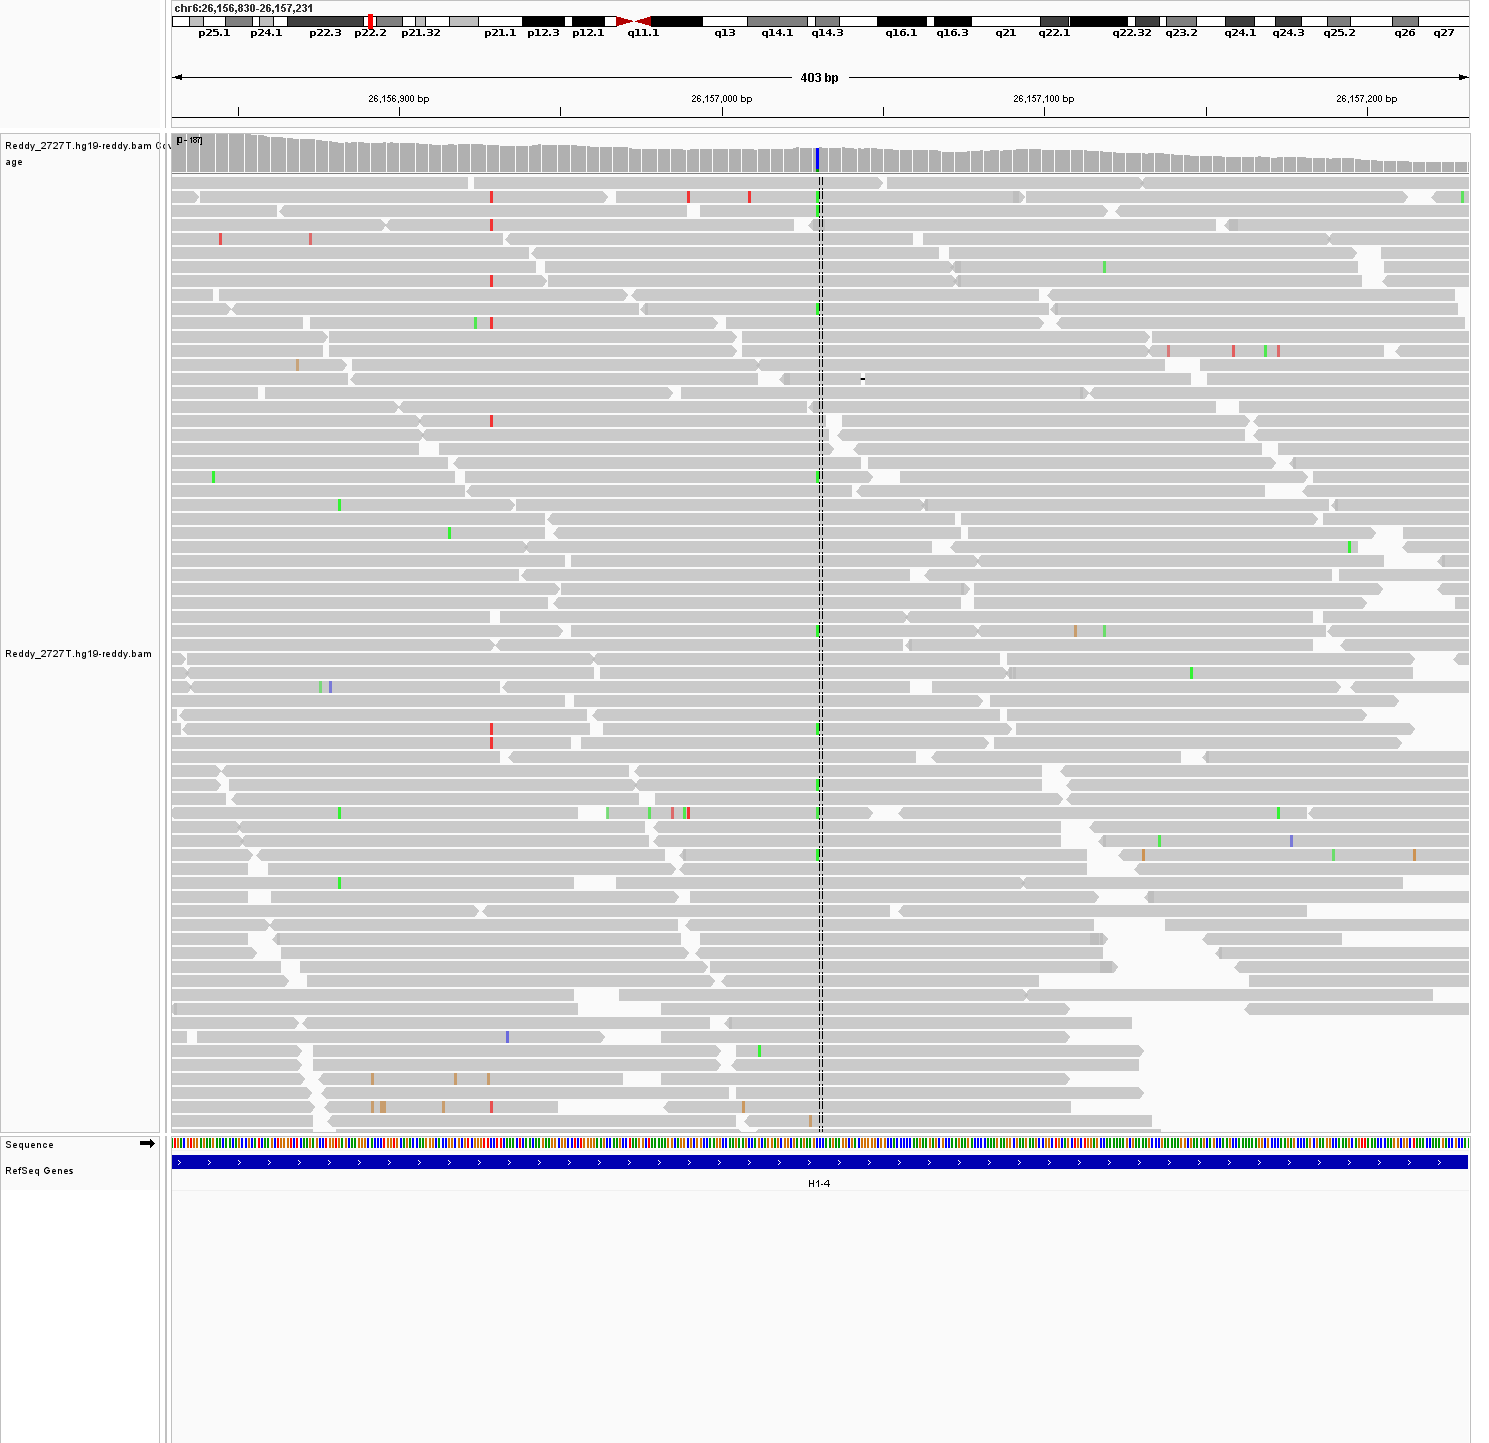 chr6:26,156,830-26,157,231
p25.1 p24.1 p22.3 p22.2 p21.32 p21.1 p12.3 p12.1 q11.1 q13 q14.1 q14.3 q16.1 q16.3 q21 q22.1 q22.32 q23.2 q24.1 q24.3 q25.2 q26 q27
403 bp
26,156,900 bp 26,157,000 bp 26,157,100 bp 26,157,200 bp
[0 - 187]
Reddy_2727T.hg19-reddy.bam Cov
age
Reddy_2727T.hg19-reddy.bam
Sequence
RefSeq Genes
H1-4